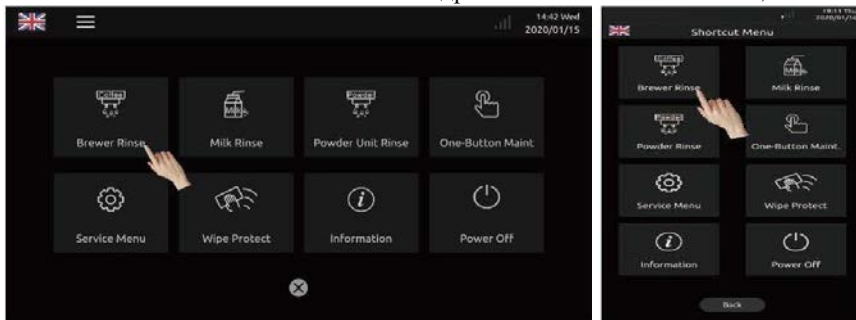 14:42 Wed
2020/01/15
Coffee
Milk
Powder
Brewer Rinse
Milk Rinse
Powder Unit Rinse
One-Button Maint
Service Menu
Wipe Protect
Information
Power Off
Shortcut Menu
Coffee
Milk
Brewer Rinse
Milk Rinse
Powder
Powder Rinse
One-Button Maint.
Service Menu
Wipe Protect
Information
Power Off
Back